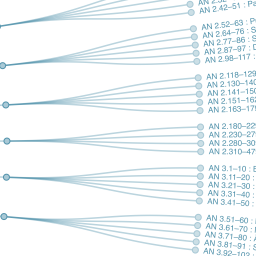 AN 2.42–51 : Pa
AN 2.52–63 : P
AN 2.64–76 : S
AN 2.77–86 : S
AN 2.87–97 : D
AN 2.98–117 :
AN 2.118–129
AN 2.130–140
AN 2.141–150
AN 2.151–162
AN 2.163–179
AN 2.180–229
AN 2.230–279
AN 2.280–309
AN 2.310–479
AN 3.1–10 : B
AN 3.11–20 :
AN 3.21–30 :
AN 3.31–40 :
AN 3.41–50 :
AN 3.51–60 :
AN 3.61–70 :
AN 3.71–80 :
AN 3.81–91 : S
AN 3.92–103 :